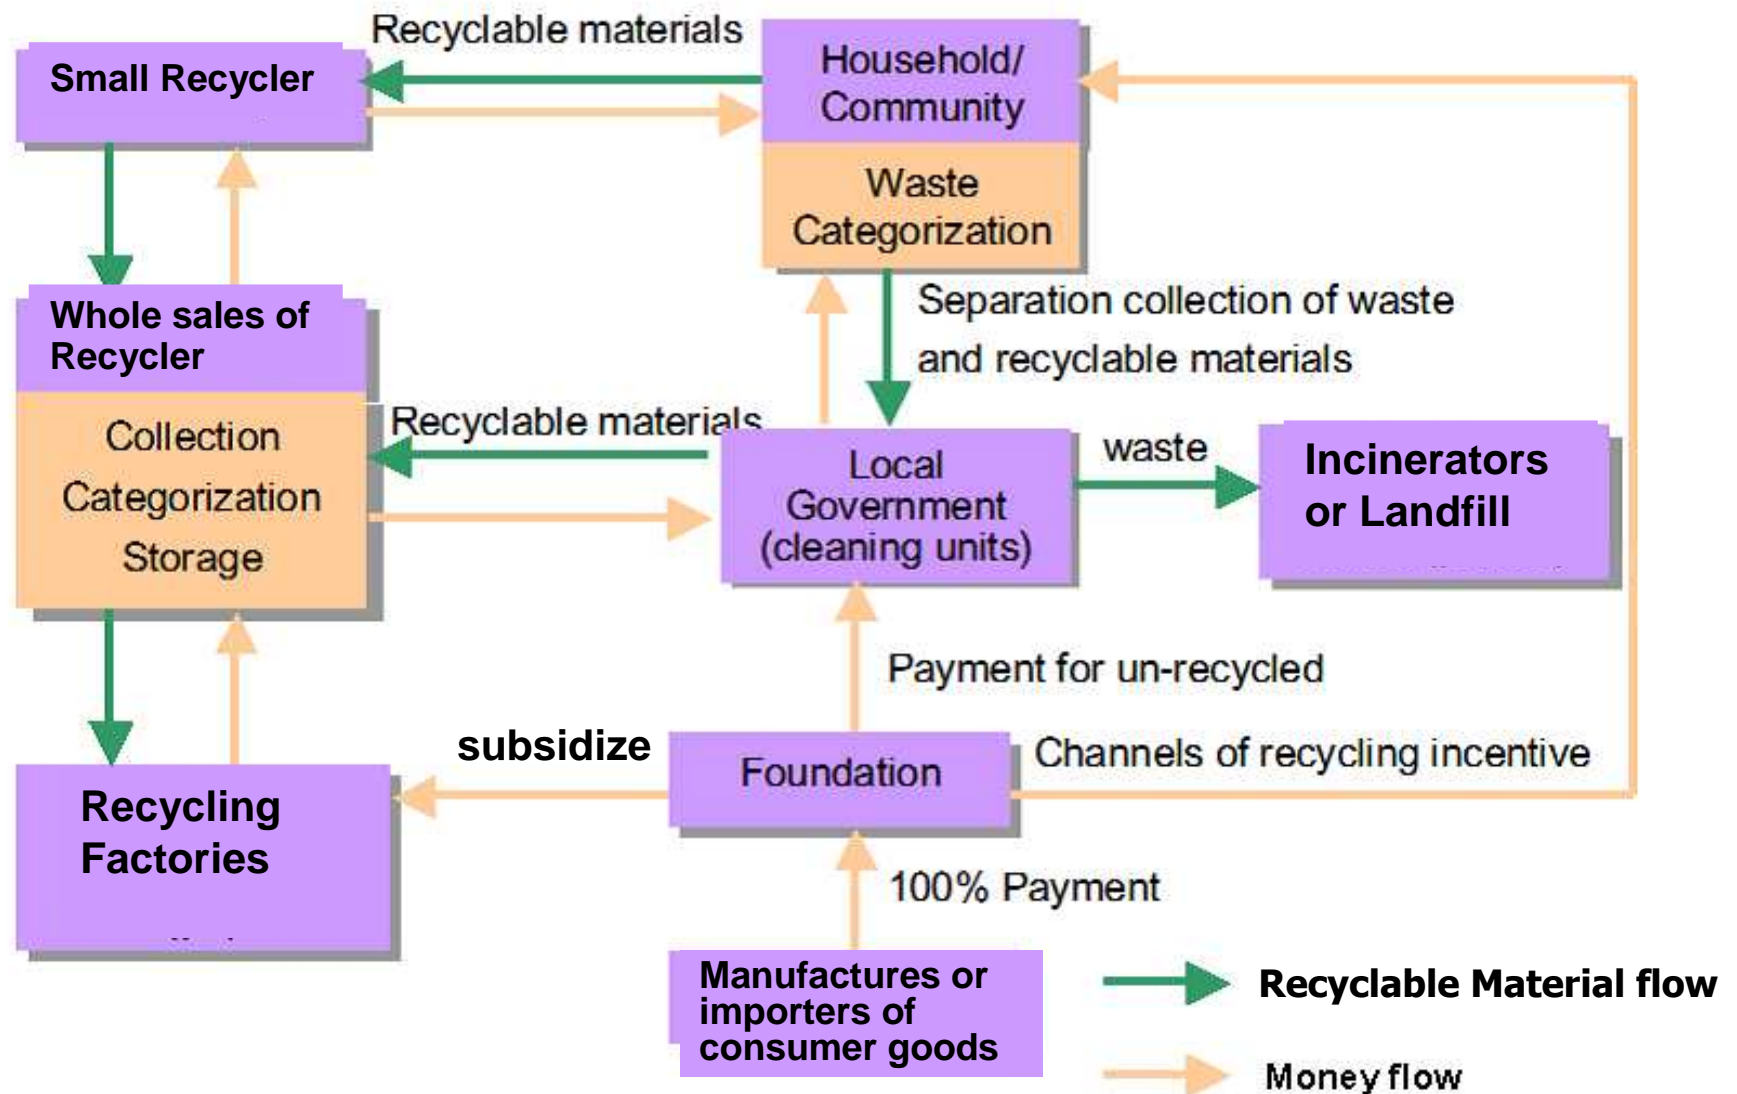 Recyclable materials
Small Recycler
Household/
Community
Waste
Categorization
Separation collection of waste
and recyclable materials
Whole sales of
Recycler
Collection
Categorization
Storage
Recyclable materials
Local
Government
(cleaning units)
waste
Incinerators
or Landfill
Payment for un-recycled
subsidize
Foundation
Channels of recycling incentive
Recycling
Factories
100% Payment
Manufactures or
importers of
consumer goods
Recyclable Material flow
Money flow